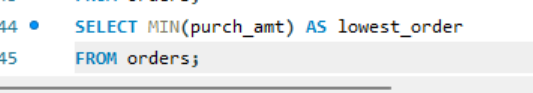 44 SELECT MIN(purch_amt) AS lowest_order
45 FROM orders;